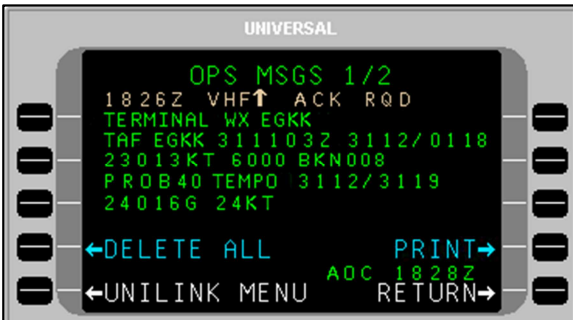 UNIVERSAL
OPS MSGS 1/2
1826Z VHF↑ ACK RQD
TERMINAL WX EGKK
TAF EGKK 311103Z 3112/0118
23013KT 6000 BKN008
PROB40 TEMPO 3112/3119
24016G 24KT
←DELETE ALL PRINT→
AOC 1828Z
←UNILINK MENU RETURN→